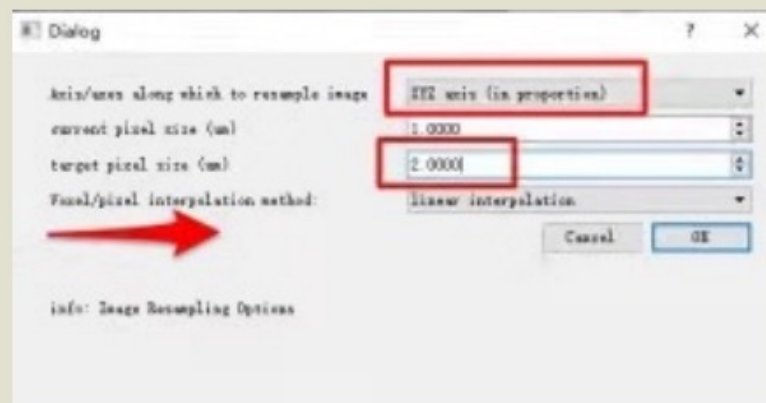 Dialog ? ×
Axis/axes along which to resample image XYZ axis (in proportion)
current pixel size (um) 1.0000
target pixel size (um) 2.0000
Voxel/pixel interpolation method: linear interpolation
Cancel OK
info: Image Resampling Options